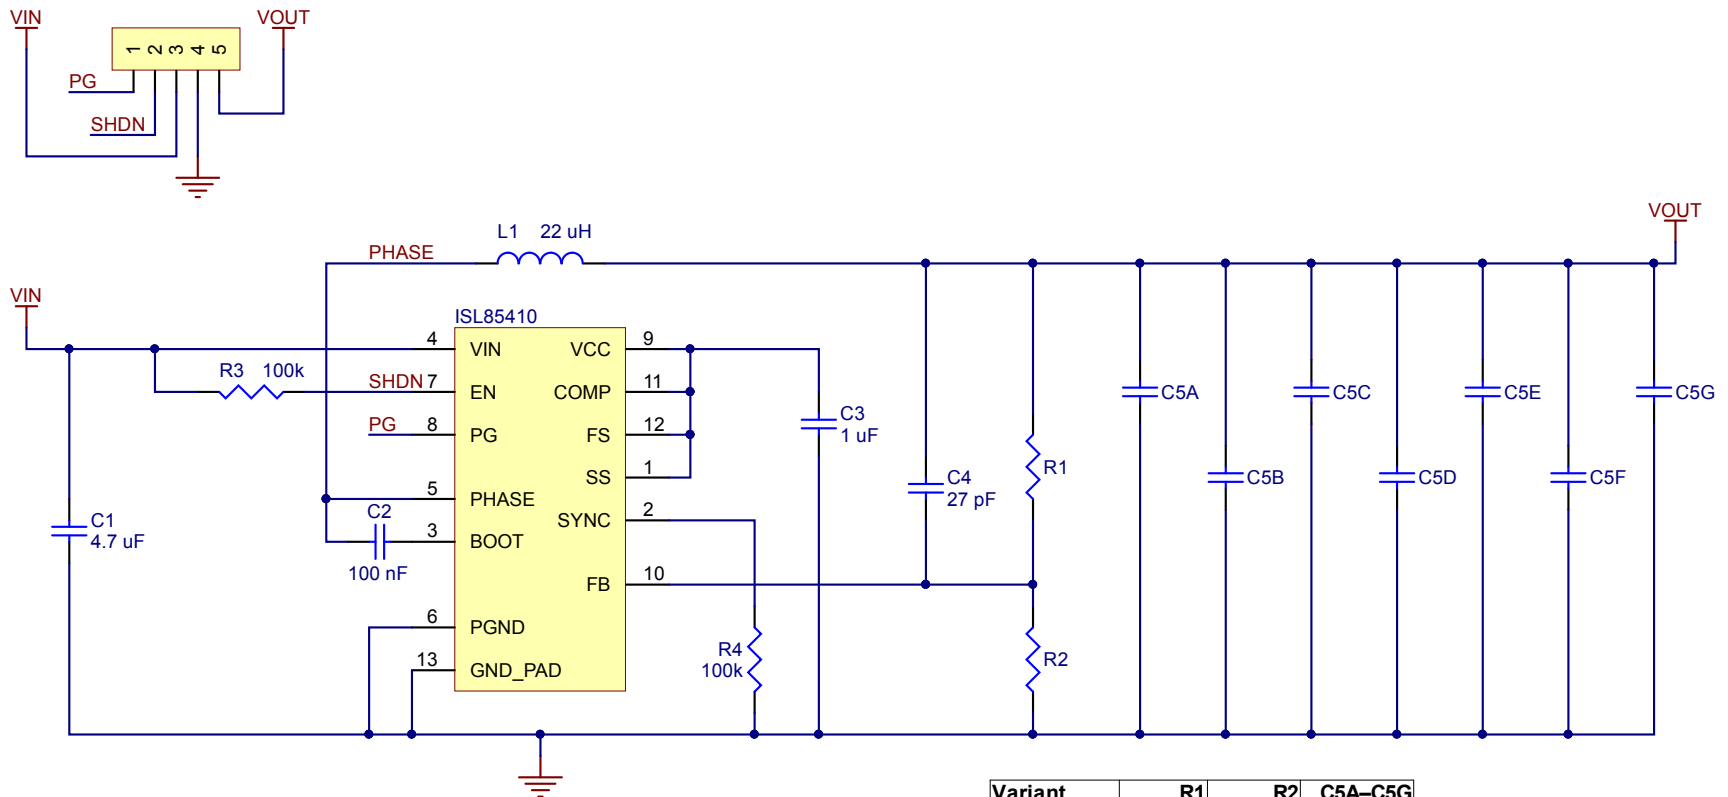 VIN
VOUT
1 2 3 4 5
PG
SHDN
VOUT
L1 22 uH
PHASE
VIN
ISL85410
4 VIN VCC 9
R3 100k
SHDN 7 EN COMP 11
PG 8 PG FS 12
SS 1
5 PHASE
SYNC 2
C2
3 BOOT
100 nF
FB 10
6 PGND
13 GND_PAD
C1
4.7 uF
C3
1 uF
C4
27 pF
R1
R4
100k
R2
C5A
C5B
C5C
C5D
C5E
C5F
C5G
Variant R1 R2 C5A–C5G